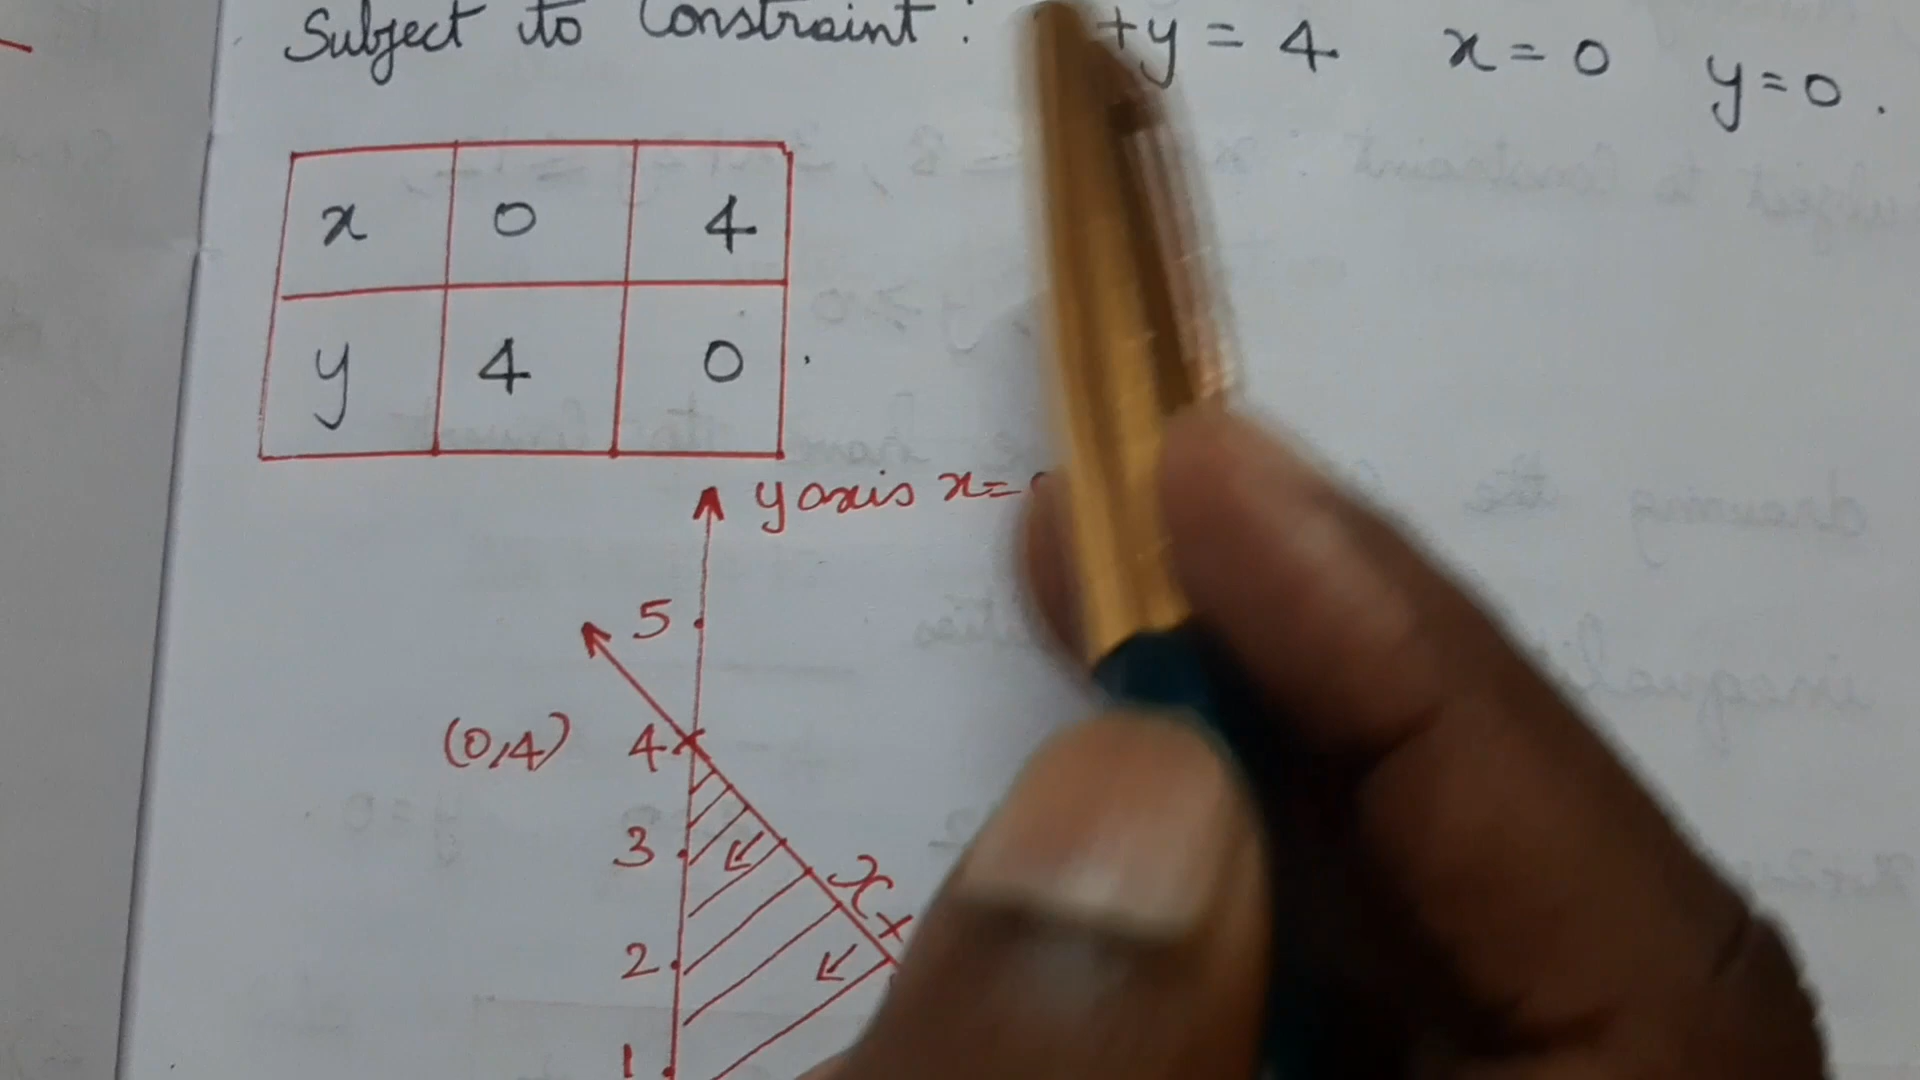 Subject to Constraint : +y = 4 x = 0 y = 0 .
x 0 4
y 4 0 .
y axis x =
5
(0,4) 4
3
x +
2
1